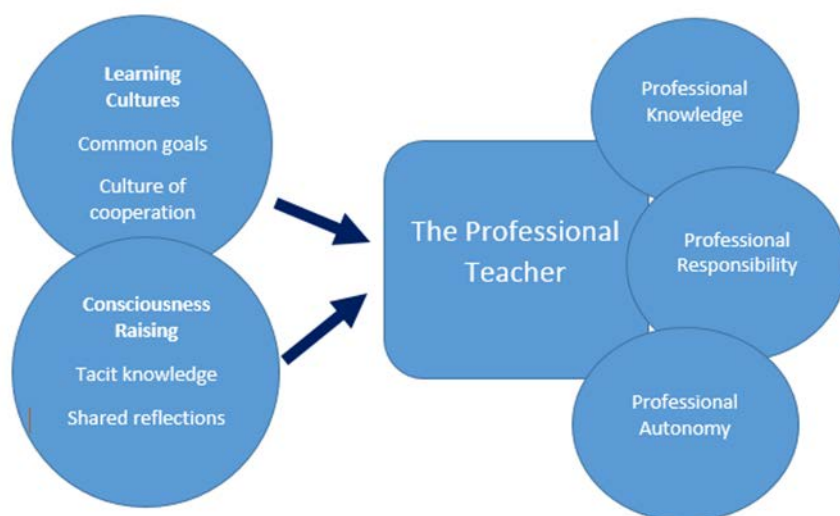 Learning
Cultures
Common goals
Culture of
cooperation
Consciousness
Raising
Tacit knowledge
Shared reflections
The Professional
Teacher
Professional
Knowledge
Professional
Responsibility
Professional
Autonomy